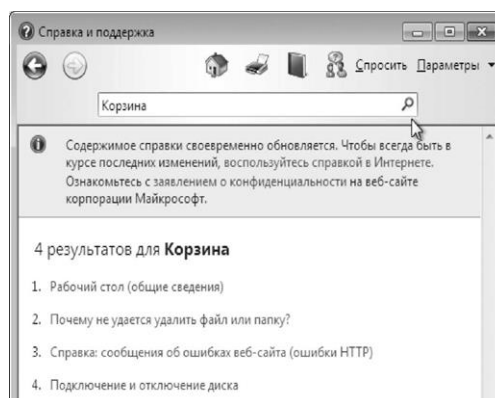 Справка и поддержка
Спросить Параметры
Корзина
Содержимое справки своевременно обновляется. Чтобы всегда быть в
курсе последних изменений, воспользуйтесь справкой в Интернете.
Ознакомьтесь с заявлением о конфиденциальности на веб-сайте
корпорации Майкрософт.
4 результатов для Корзина
1. Рабочий стол (общие сведения)
2. Почему не удается удалить файл или папку?
3. Справка: сообщения об ошибках веб-сайта (ошибки HTTP)
4. Подключение и отключение диска